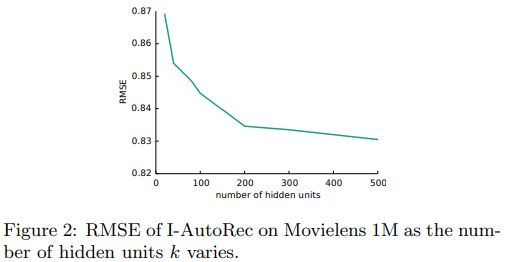 0.87
0.86
0.85
0.84
0.83
0.82
RMSE
0 100 200 300 400 500
number of hidden units
Figure 2: RMSE of I-AutoRec on Movielens 1M as the num-
ber of hidden units k varies.